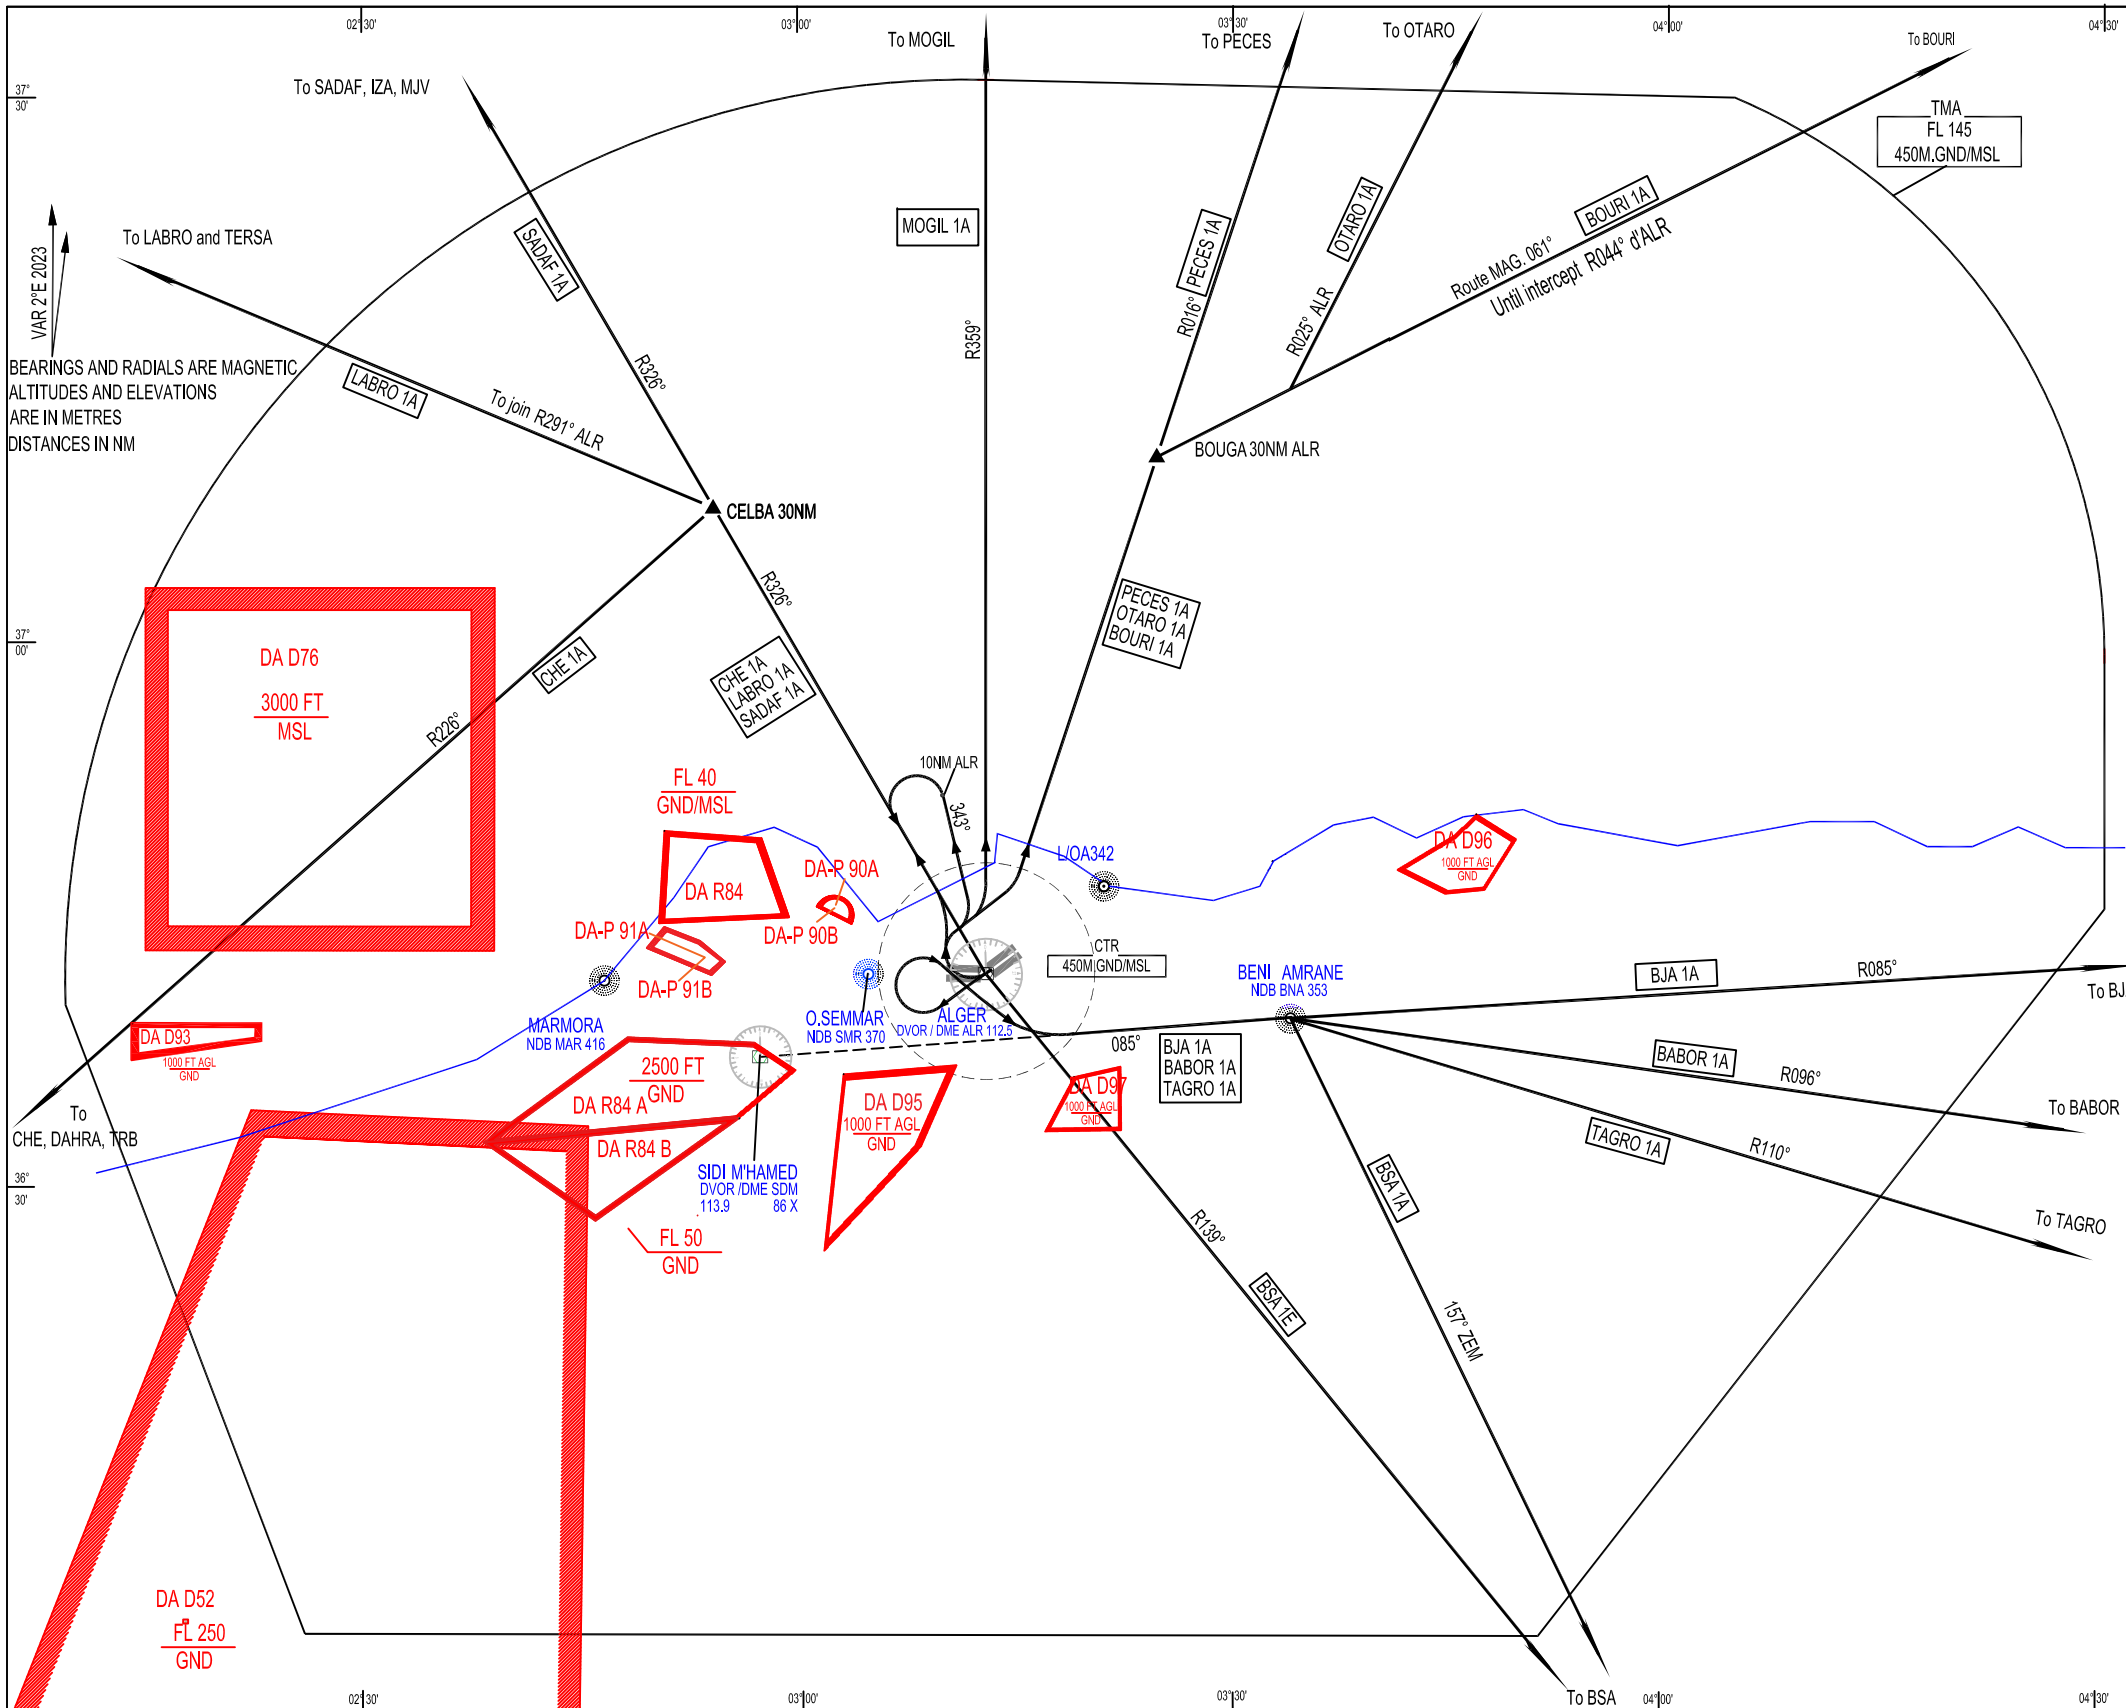 02°30'
03°00'
03°30'
04°00'
04°30'
To MOGIL
To PECES
To OTARO
To BOURI
To SADAF, IZA, MJV
37°
30'
TMA
FL 145
450M.GND/MSL
VAR 2°E 2023
To LABRO and TERSA
SADAF 1A
MOGIL 1A
R016°
PECES 1A
OTARO 1A
R025° ALR
BOURI 1A
Route MAG. 061°
Until intercept R044° d'ALR
BEARINGS AND RADIALS ARE MAGNETIC
ALTITUDES AND ELEVATIONS
ARE IN METRES
DISTANCES IN NM
LABRO 1A
To join R291° ALR
R326°
R359°
BOUGA 30NM ALR
CELBA 30NM
R326°
PECES 1A
OTARO 1A
BOURI 1A
37°
00'
DA D76
3000 FT
MSL
CHE 1A
R226°
CHE 1A
LABRO 1A
SADAF 1A
10NM ALR
343°
FL 40
GND/MSL
DA R84
DA-P 90A
DA-P 90B
L/OA342
DA D96
1000 FT AGL
GND
DA-P 91A
DA-P 91B
CTR
450M.GND/MSL
BENI AMRANE
NDB BNA 353
BJA 1A
R085°
To BJ
MARMORA
NDB MAR 416
O.SEMMAR
NDB SMR 370
ALGER
DVOR / DME ALR 112.5
DA D93
1000 FT AGL
GND
085°
BJA 1A
BABOR 1A
TAGRO 1A
BABOR 1A
R096°
To BABOR
2500 FT
GND
DA R84 A
DA R84 B
DA D95
1000 FT AGL
GND
DA D97
1000 FT AGL
GND
To
CHE, DAHRA, TRB
TAGRO 1A
R110°
To TAGRO
SIDI M'HAMED
DVOR /DME SDM
113.9 86 X
36°
30'
FL 50
GND
BSA 1A
R139°
BSA 1E
157° ZEM
DA D52
FL 250
GND
To BSA
02°30'
03°00'
03°30'
04°00'
04°30'